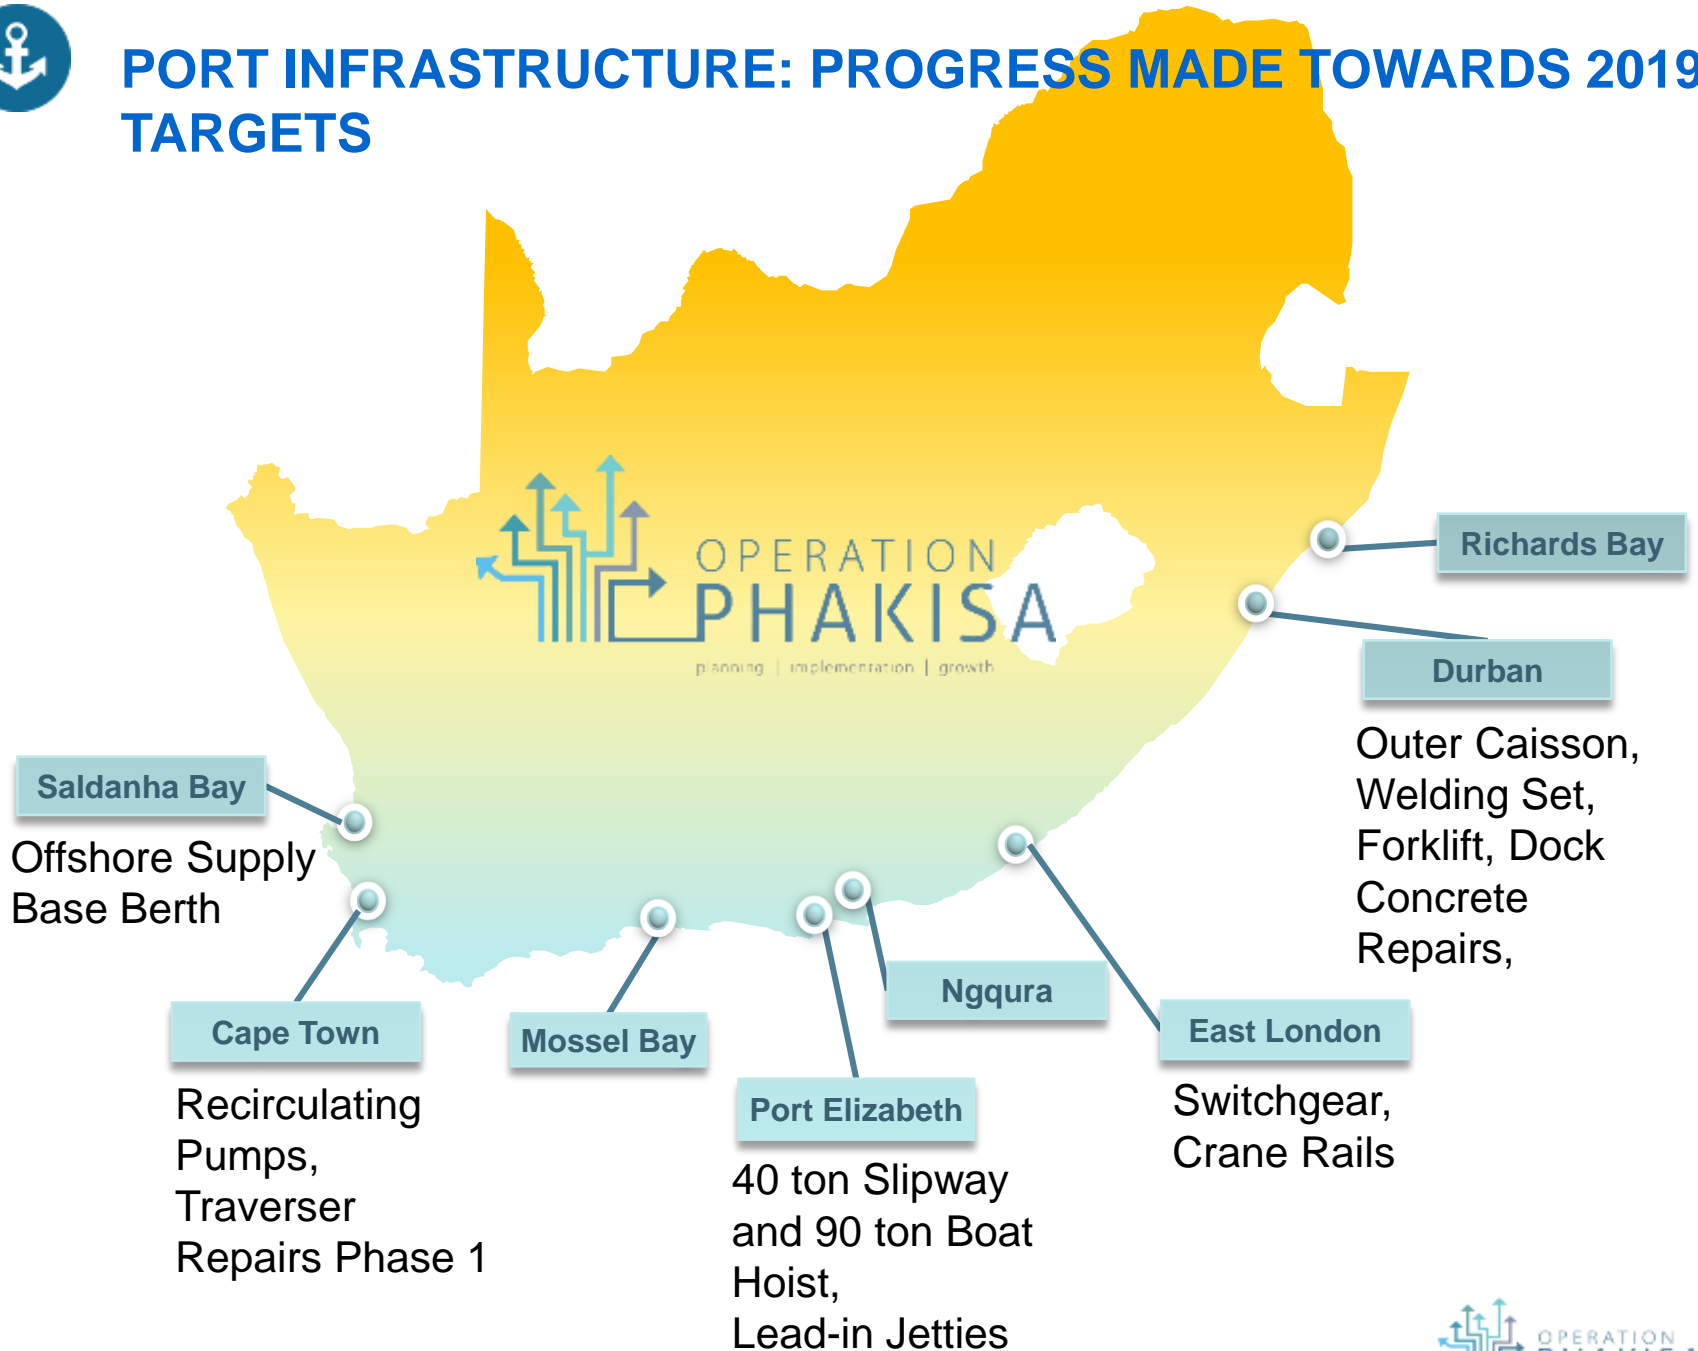 PORT INFRASTRUCTURE: PROGRESS MADE TOWARDS 2019
TARGETS
OPERATION
PHAKISA
planning | implementation | growth
Richards Bay
Durban
Outer Caisson,
Welding Set,
Forklift, Dock
Concrete
Repairs,
Saldanha Bay
Offshore Supply
Base Berth
Cape Town
Recirculating
Pumps,
Traverser
Repairs Phase 1
Mossel Bay
Port Elizabeth
40 ton Slipway
and 90 ton Boat
Hoist,
Lead-in Jetties
Ngqura
East London
Switchgear,
Crane Rails
OPERATION